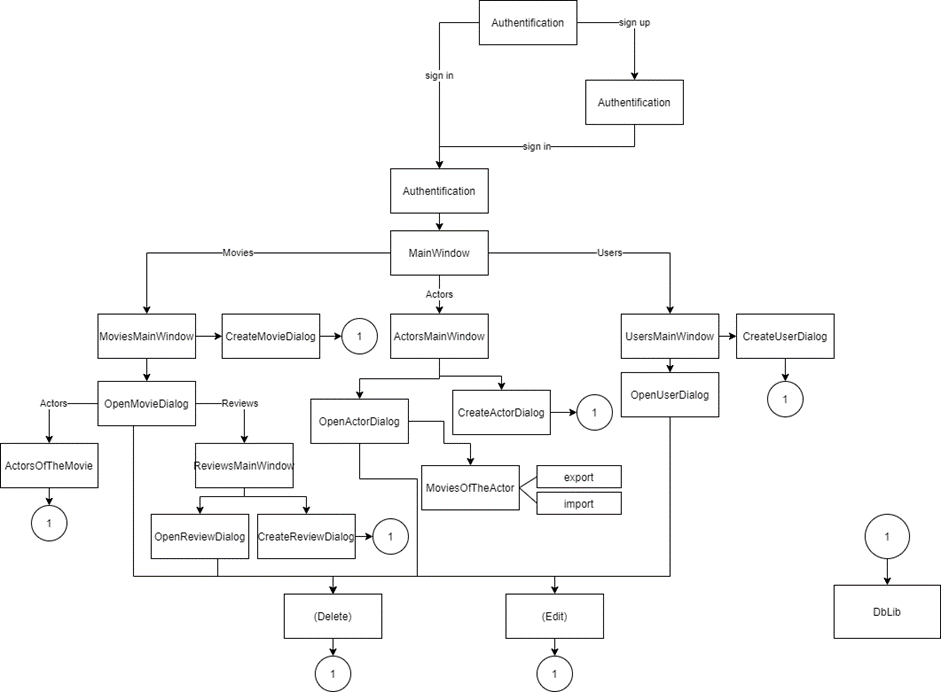 Authentification
sign up
sign in
Authentification
sign in
Authentification
MainWindow
Movies
Users
Actors
MoviesMainWindow
CreateMovieDialog
1
ActorsMainWindow
UsersMainWindow
CreateUserDialog
OpenMovieDialog
Actors
Reviews
OpenActorDialog
CreateActorDialog
1
OpenUserDialog
1
ActorsOfTheMovie
ReviewsMainWindow
MoviesOfTheActor
export
import
1
OpenReviewDialog
CreateReviewDialog
1
1
(Delete)
(Edit)
DbLib
1
1